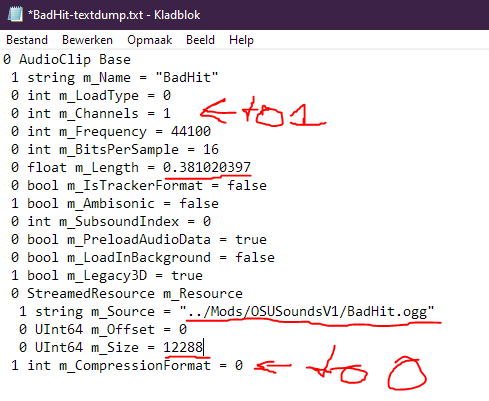 *BadHit-textdump.txt - Kladblok
Bestand Bewerken Opmaak Beeld Help
0 AudioClip Base
1 string m_Name = "BadHit"
0 int m_LoadType = 0
0 int m_Channels = 1 ← to 1
0 int m_Frequency = 44100
0 int m_BitsPerSample = 16
0 float m_Length = 0.381020397
0 bool m_IsTrackerFormat = false
1 bool m_Ambisonic = false
0 int m_SubsoundIndex = 0
0 bool m_PreloadAudioData = true
0 bool m_LoadInBackground = false
1 bool m_Legacy3D = true
0 StreamedResource m_Resource
1 string m_Source = "../Mods/OSUSoundsV1/BadHit.ogg"
0 UInt64 m_Offset = 0
0 UInt64 m_Size = 12288
1 int m_CompressionFormat = 0 ← to 0